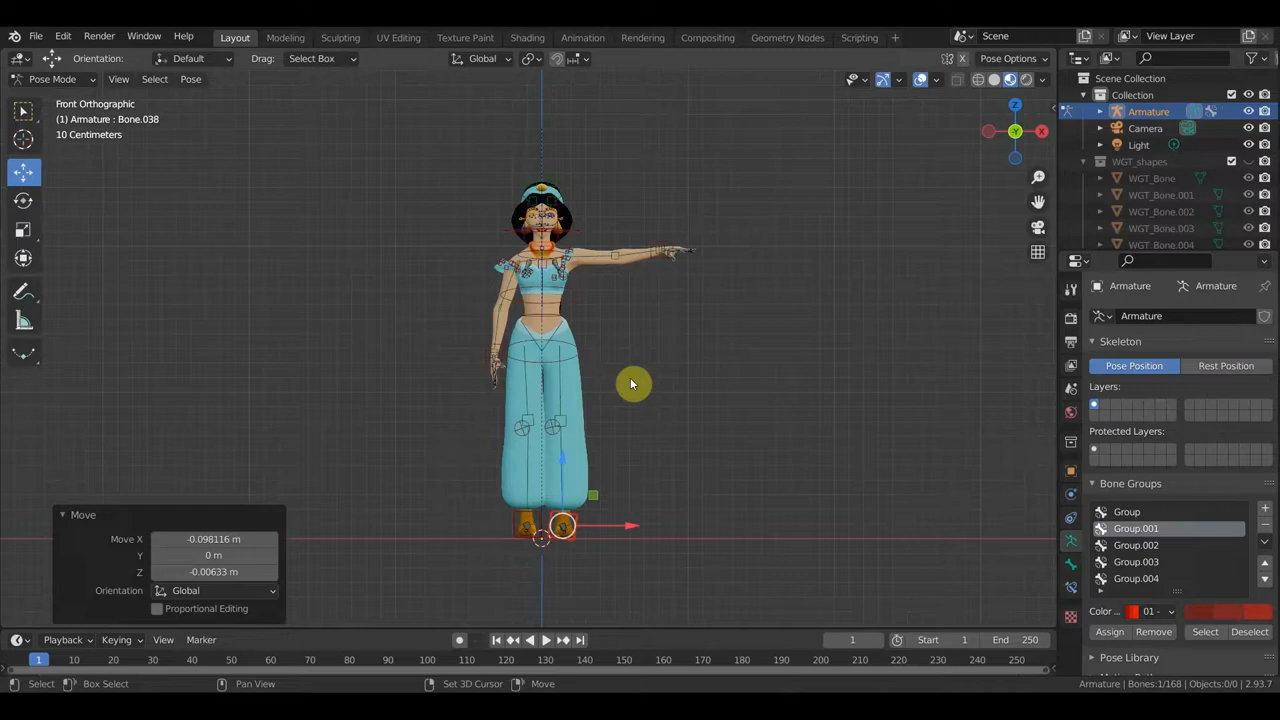 File Edit Render Window Help Layout Modeling Sculpting UV Editing Texture Paint Shading Animation Rendering Compositing Geometry Nodes Scripting + Scene View Layer
Orientation: Default Drag: Select Box Global Pose Options
Pose Mode View Select Pose
Front Orthographic
(1) Armature : Bone.038
10 Centimeters
Z
X
-Y
Scene Collection
Collection
Armature
Camera
Light
WGT_shapes
WGT_Bone
WGT_Bone.001
WGT_Bone.002
WGT_Bone.003
WGT_Bone.004
Armature Armature
Armature
Skeleton
Pose Position Rest Position
Layers:
Protected Layers:
Bone Groups
Group
Group.001
Group.002
Group.003
Group.004
Color ... 01 -
Assign Remove Select Deselect
Pose Library
Move
Move X -0.098116 m
Y 0 m
Z -0.00633 m
Orientation Global
Proportional Editing
Playback Keying View Marker 1 Start 1 End 250
1 10 20 30 40 50 60 70 80 90 100 110 120 130 140 150 160 170 180 190 200 210 220 230 240 250
Select Box Select Pan View Set 3D Cursor Move Armature | Bones:1/168 | Objects:0/0 | 2.93.7